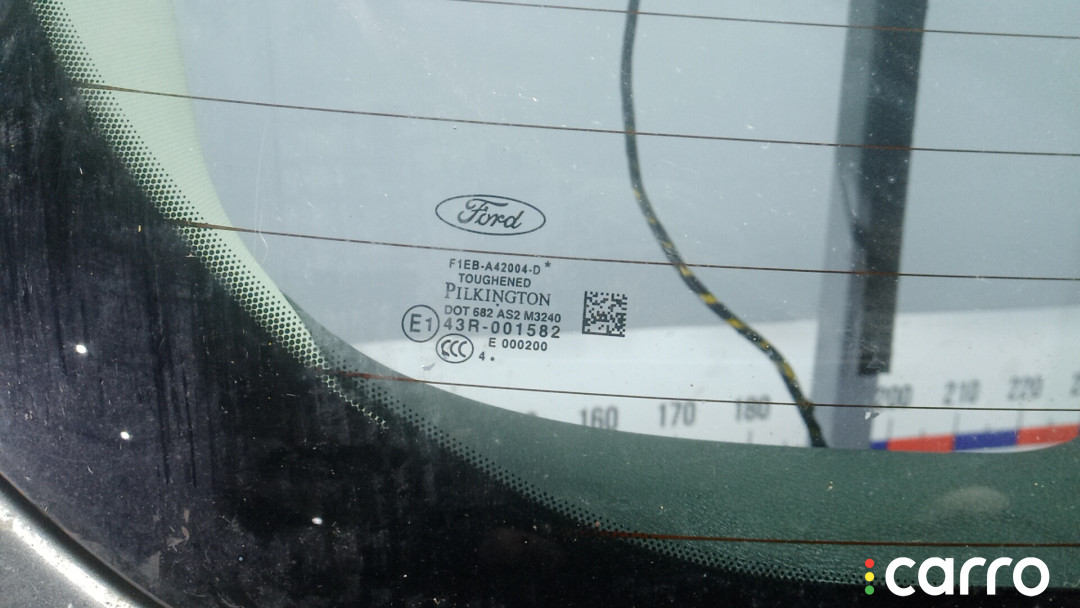 Ford
F1EB-A42004-D*
TOUGHENED
PILKINGTON
DOT 682 AS2 M3240
E1 43R-001582
E 000200
CCC
4 .
160 170 180 200 210 220
carro